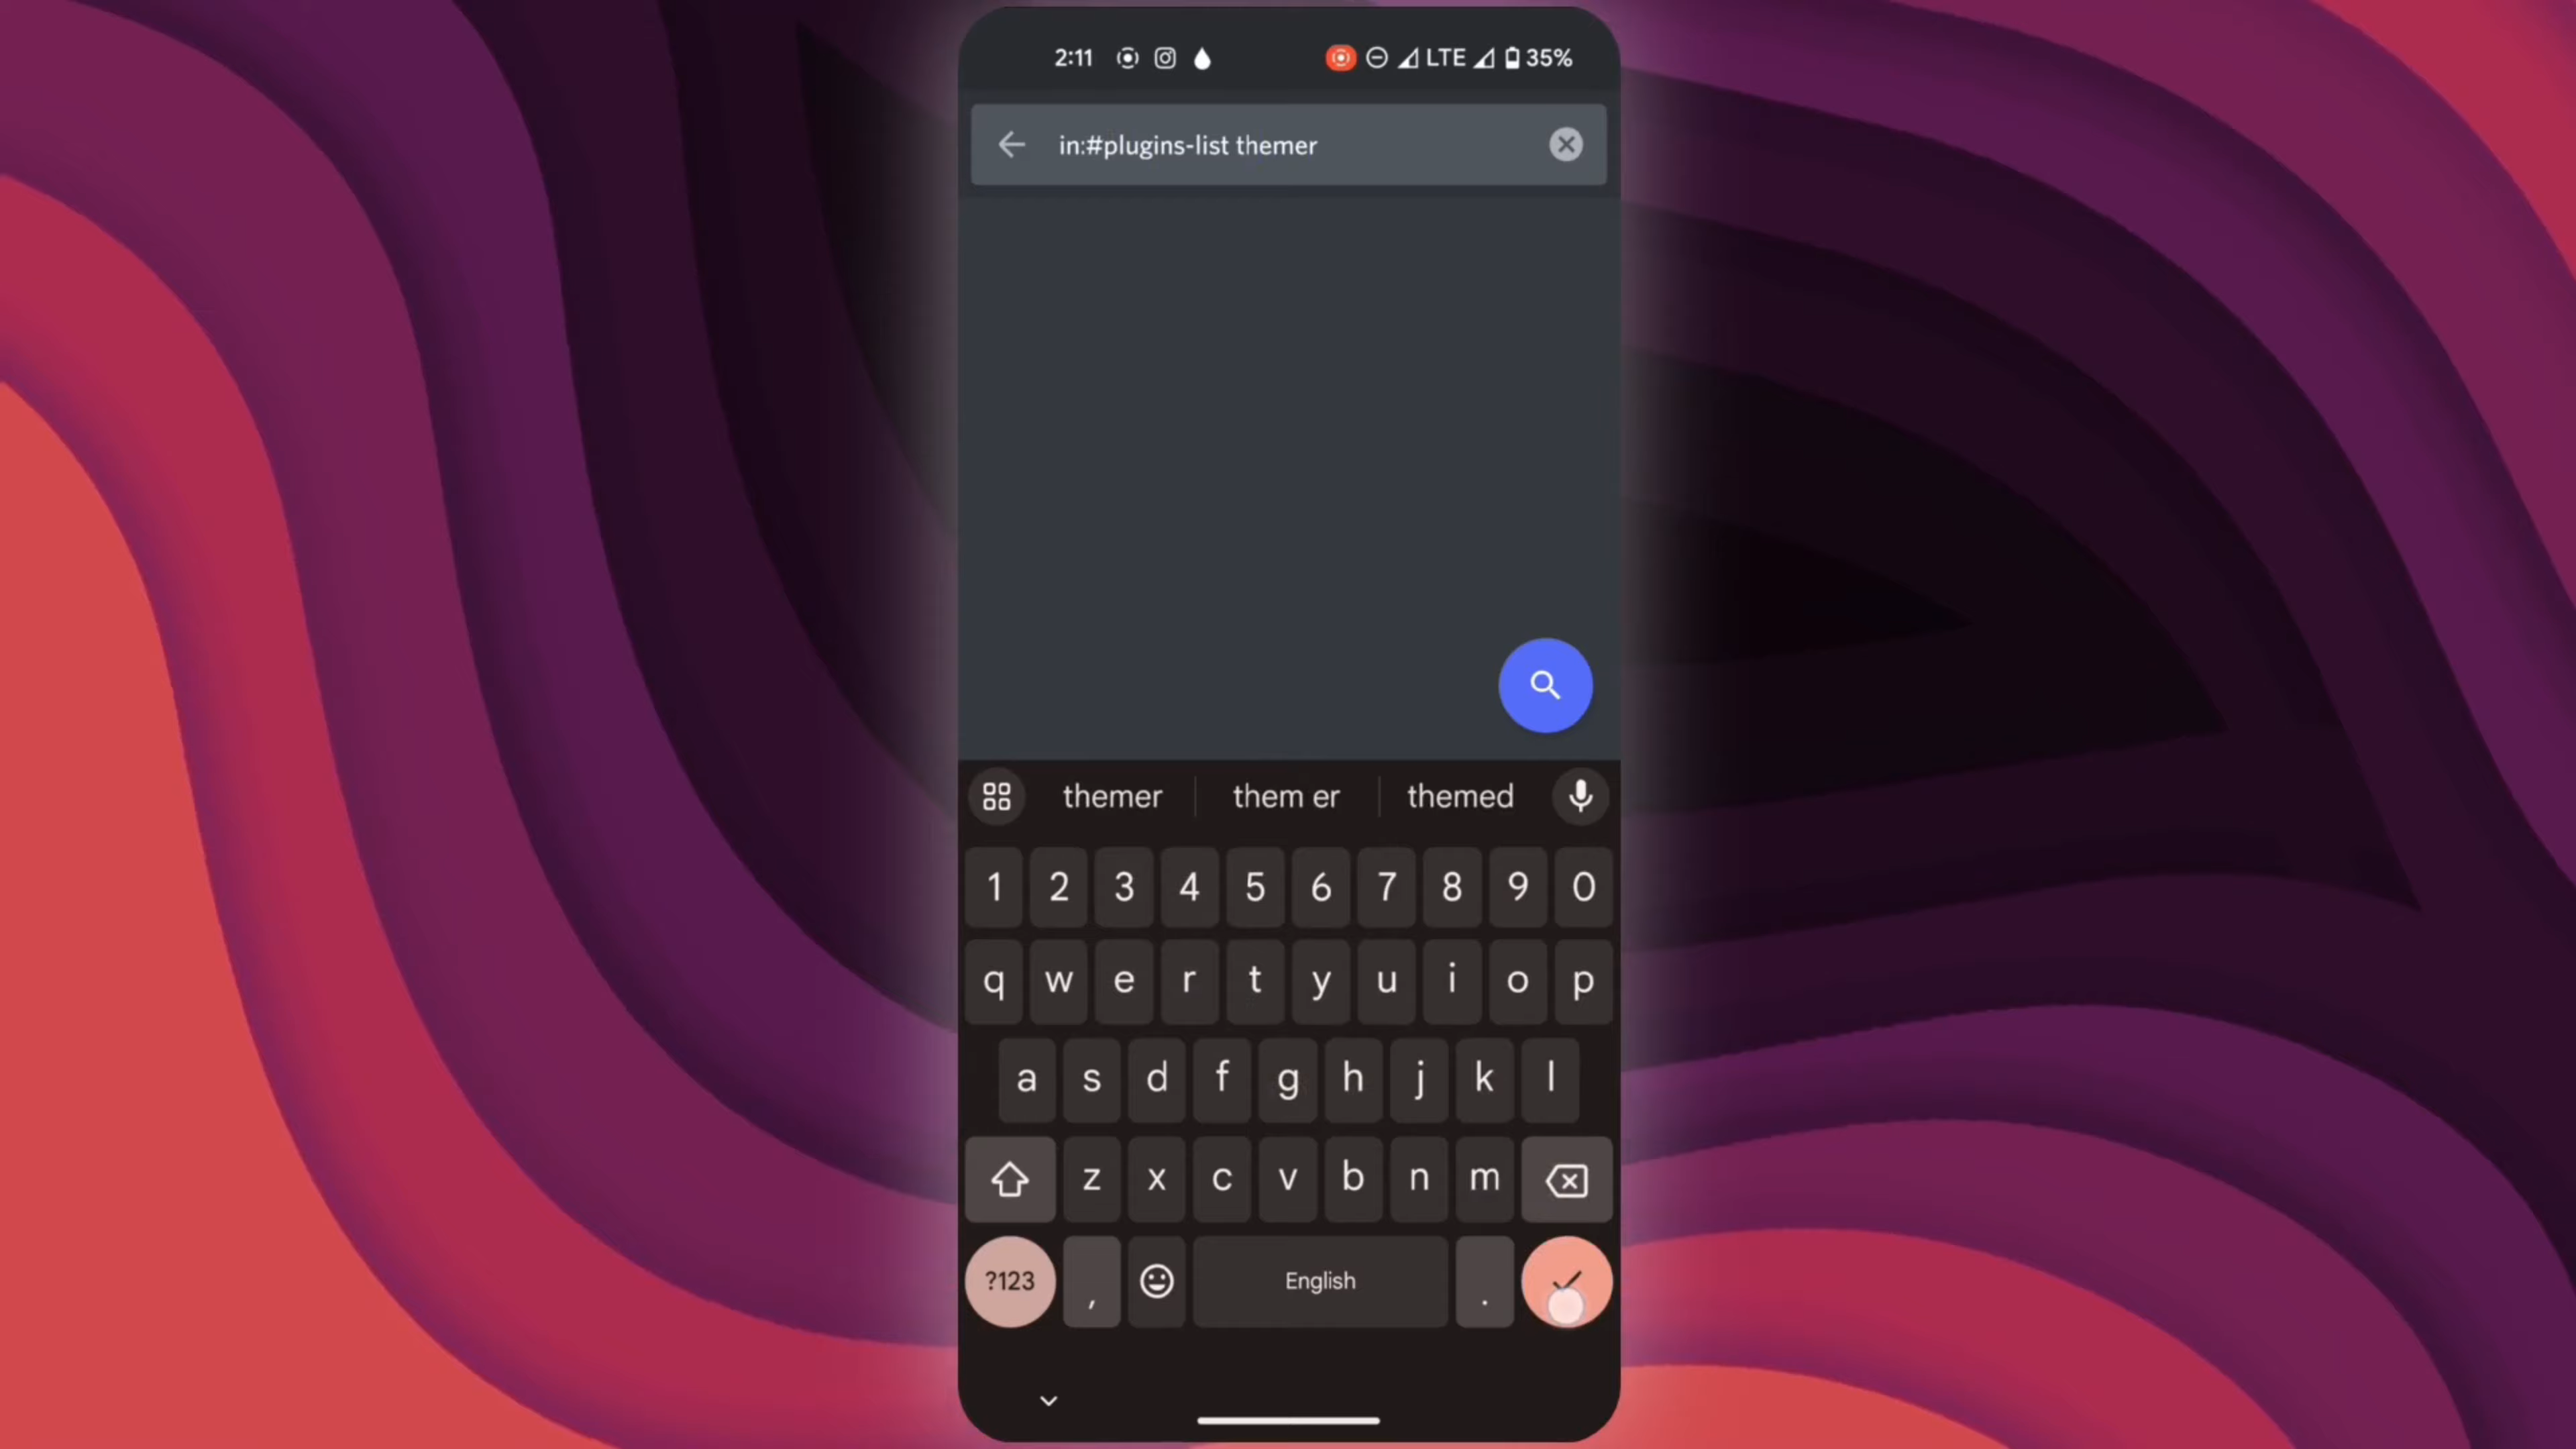 2:11 LTE 35%
in:#plugins-list themer
themer them er themed
1 2 3 4 5 6 7 8 9 0
q w e r t y u i o p
a s d f g h j k l
z x c v b n m
?123 , English .